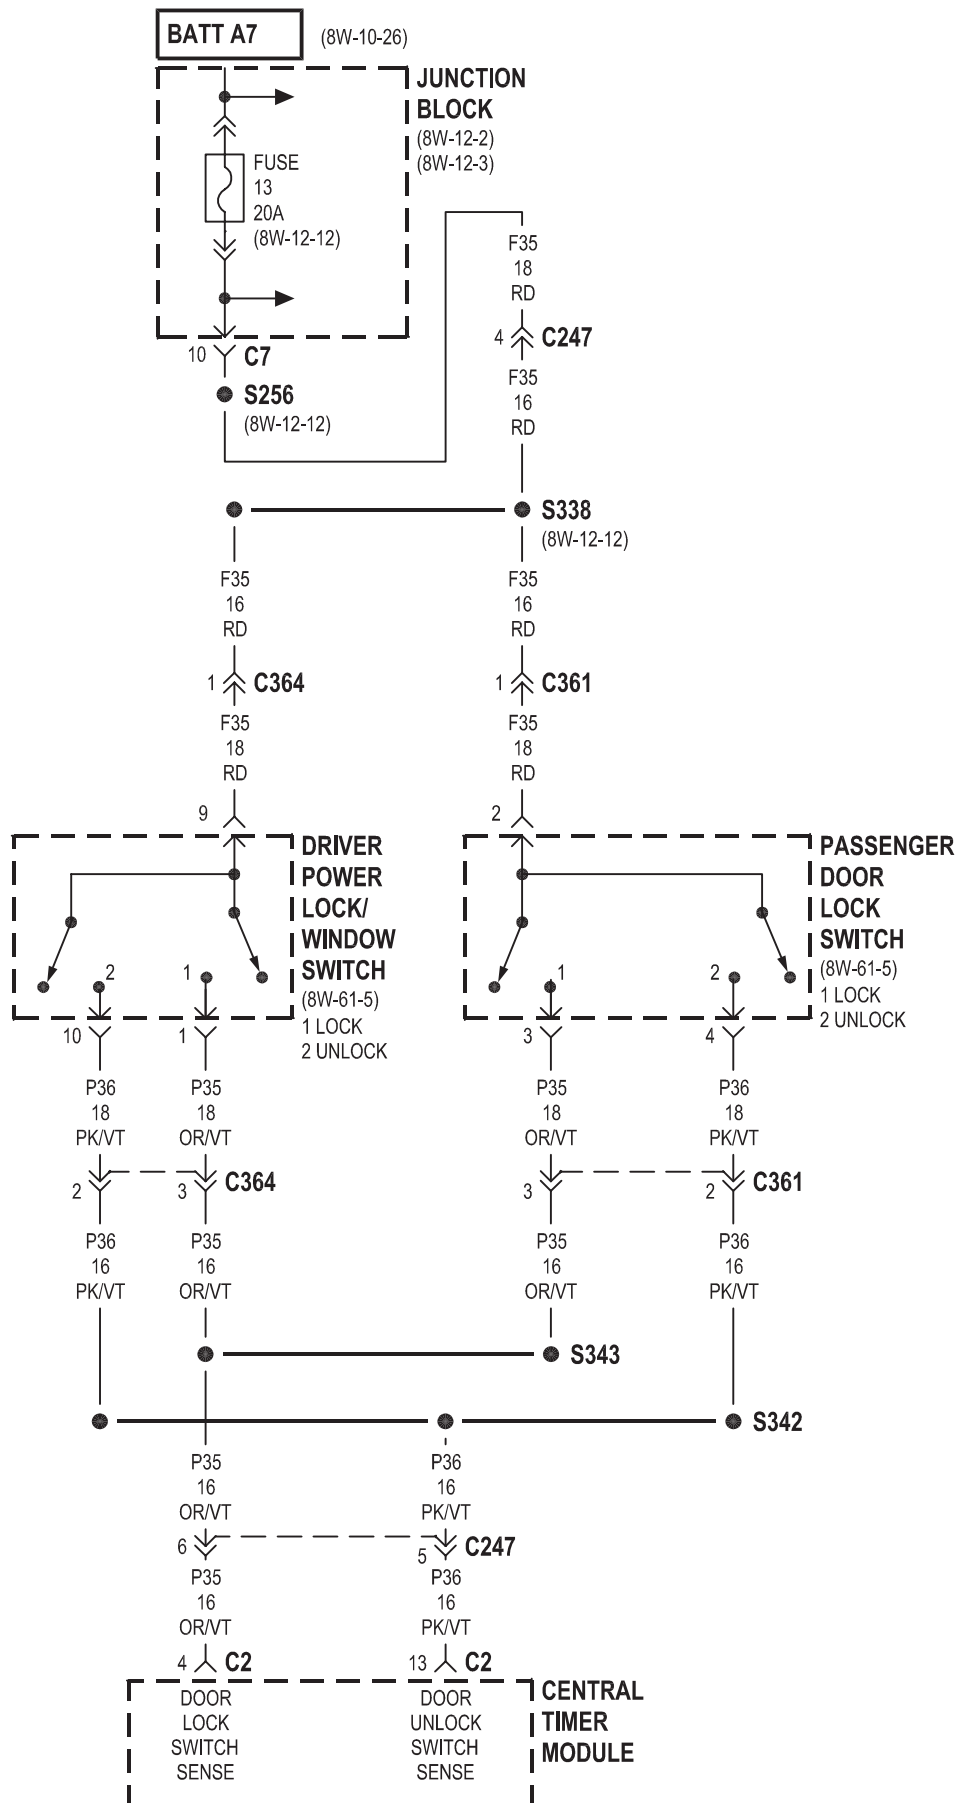 BATT A7
(8W-10-26)
JUNCTION
BLOCK
(8W-12-2)
(8W-12-3)
FUSE
13
20A
(8W-12-12)
F35
18
RD
4
C247
10
C7
F35
16
RD
S256
(8W-12-12)
S338
(8W-12-12)
F35
16
RD
F35
16
RD
1
C364
1
C361
F35
18
RD
F35
18
RD
9
2
DRIVER
POWER
LOCK/
WINDOW
SWITCH
(8W-61-5)
1 LOCK
2 UNLOCK
PASSENGER
DOOR
LOCK
SWITCH
(8W-61-5)
1 LOCK
2 UNLOCK
2
1
1
2
10
1
3
4
P36
18
PK/VT
P35
18
OR/VT
P35
18
OR/VT
P36
18
PK/VT
2
3
C364
3
2
C361
P36
16
PK/VT
P35
16
OR/VT
P35
16
OR/VT
P36
16
PK/VT
S343
S342
P35
16
OR/VT
P36
16
PK/VT
6
5
C247
P35
16
OR/VT
P36
16
PK/VT
4
C2
13
C2
DOOR
LOCK
SWITCH
SENSE
DOOR
UNLOCK
SWITCH
SENSE
CENTRAL
TIMER
MODULE